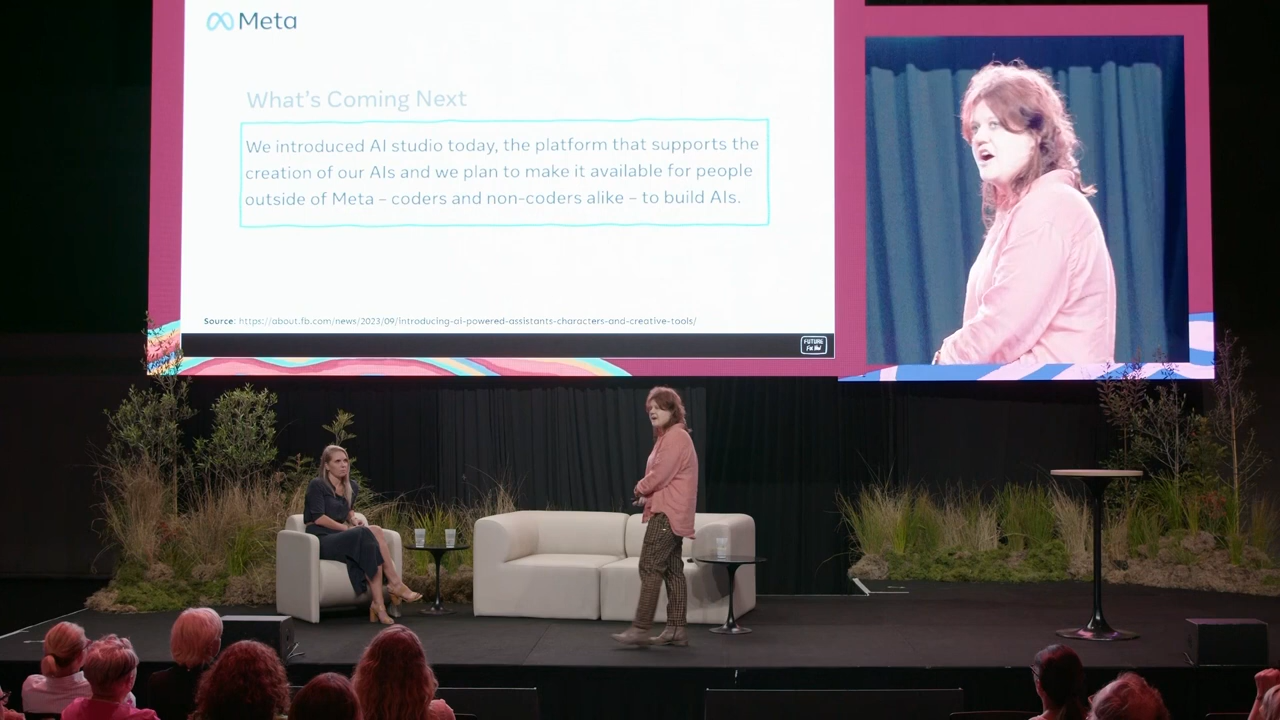 Meta
What's Coming Next
We introduced AI studio today, the platform that supports the
creation of our AIs and we plan to make it available for people
outside of Meta – coders and non-coders alike – to build AIs.
Source: https://about.fb.com/news/2023/09/introducing-ai-powered-assistants-characters-and-creative-tools/
FUTURE